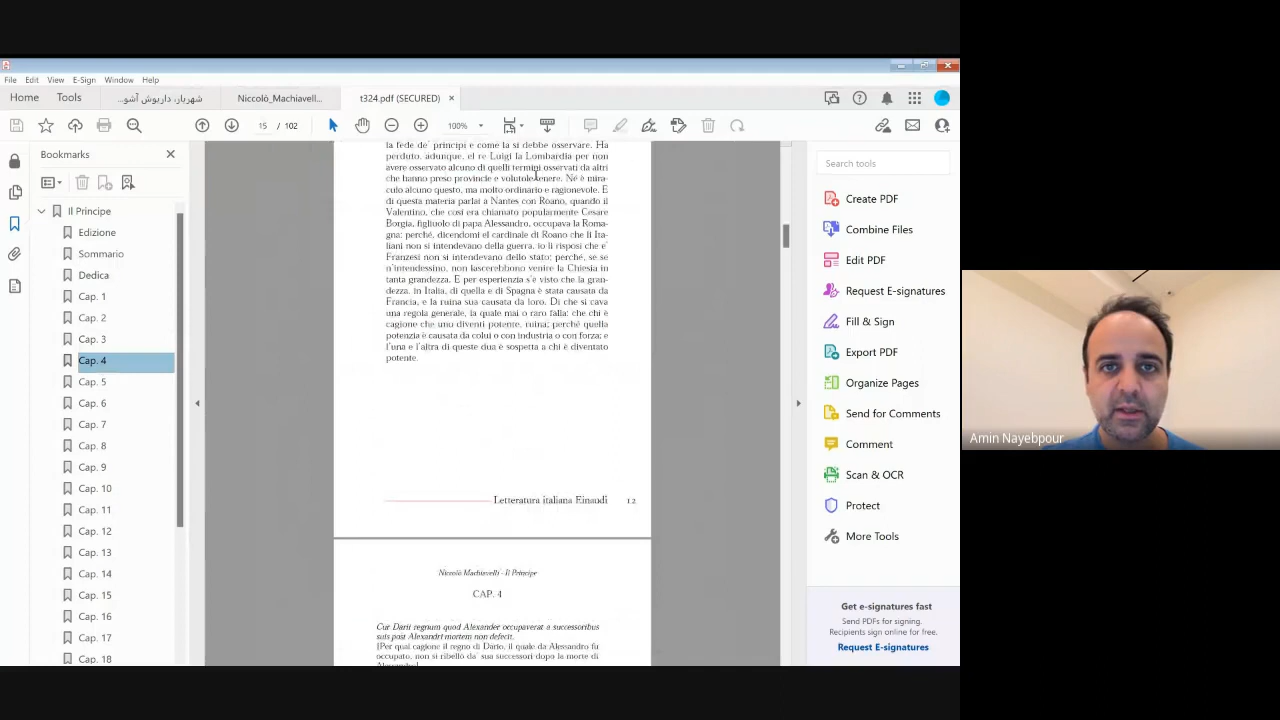 File Edit View E-Sign Window Help
Home Tools شهریار، داریوش آشو... Niccolò_Machiavell... t324.pdf (SECURED)
15 / 102 100%
Bookmarks
Il Principe
Edizione
Sommario
Dedica
Cap. 1
Cap. 2
Cap. 3
Cap. 4
Cap. 5
Cap. 6
Cap. 7
Cap. 8
Cap. 9
Cap. 10
Cap. 11
Cap. 12
Cap. 13
Cap. 14
Cap. 15
Cap. 16
Cap. 17
Cap. 18
la fede de' principi e come la si debbe osservare. Ha
perduto, adunque, el re Luigi la Lombardia per non
avere osservato alcuno di quelli termini osservati da altri
che hanno preso provincie e volutole tenere. Né è mira-
culo alcuno questo, ma molto ordinario e ragionevole. E
di questa materia parlai a Nantes con Roano, quando il
Valentino, che così era chiamato popularmente Cesare
Borgia, figliuolo di papa Alessandro, occupava la Roma-
gna: perché, dicendomi el cardinale di Roano che li Ita-
liani non si intendevano della guerra, io li risposi che e'
Franzesi non si intendevano dello stato; perché, se se
n'intendessino, non lascerebbono venire la Chiesia in
tanta grandezza. E per esperienzia s'è visto che la gran-
dezza, in Italia, di quella e di Spagna è stata causata da
Francia, e la ruina sua causata da loro. Di che si cava
una regola generale, la quale mai o raro falla: che chi è
cagione che uno diventi potente, ruina; perché quella
potenzia è causata da colui o con industria o con forza; e
l'una e l'altra di queste dua è sospetta a chi è diventato
potente.
Letteratura italiana Einaudi 12
Niccolò Machiavelli - Il Principe
CAP. 4
Cur Darii regnum quod Alexander occupaverat a successoribus
suis post Alexandri mortem non defecit.
[Per qual cagione il regno di Dario, il quale da Alessandro fu
occupato, non si ribellò da' sua successori dopo la morte di
Alessandro]
Search tools
Create PDF
Combine Files
Edit PDF
Request E-signatures
Fill & Sign
Export PDF
Organize Pages
Send for Comments
Comment
Scan & OCR
Protect
More Tools
Get e-signatures fast
Send PDFs for signing.
Recipients sign online for free.
Request E-signatures
Amin Nayebpour